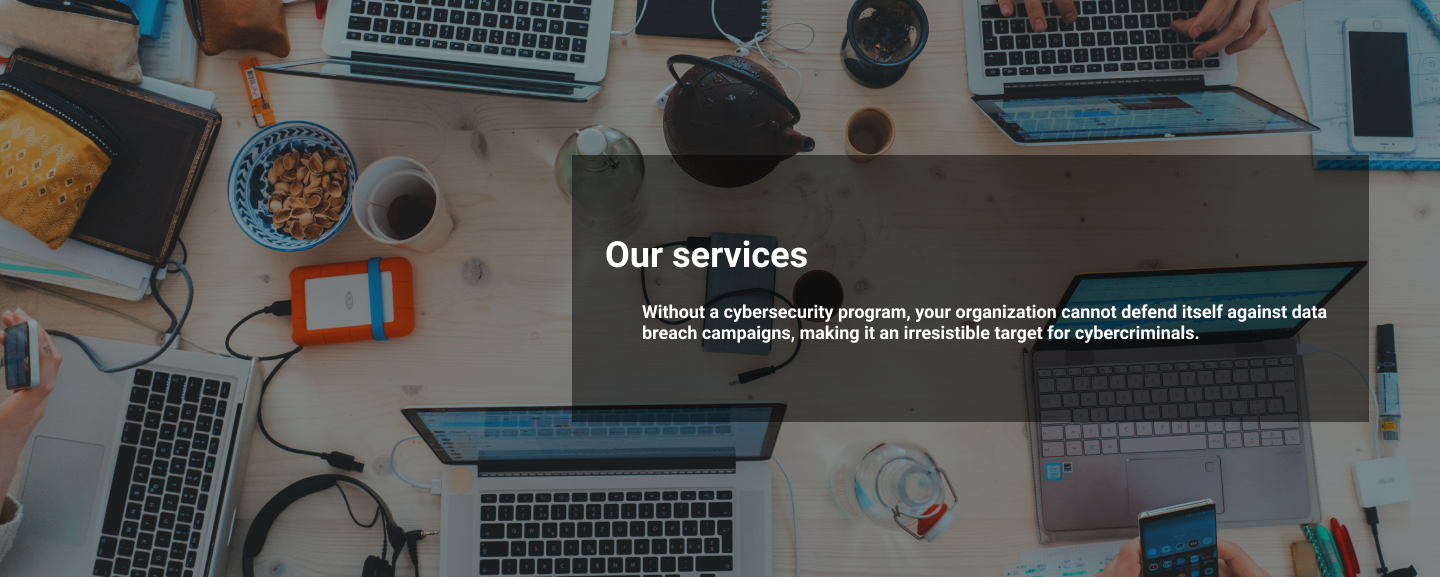 Our services
Without a cybersecurity program, your organization cannot defend itself against data
breach campaigns, making it an irresistible target for cybercriminals.